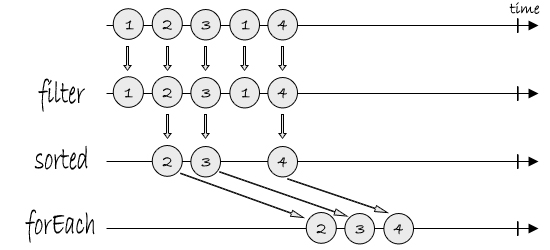 time
1 2 3 1 4
filter 1 2 3 1 4
sorted 2 3 4
forEach 2 3 4